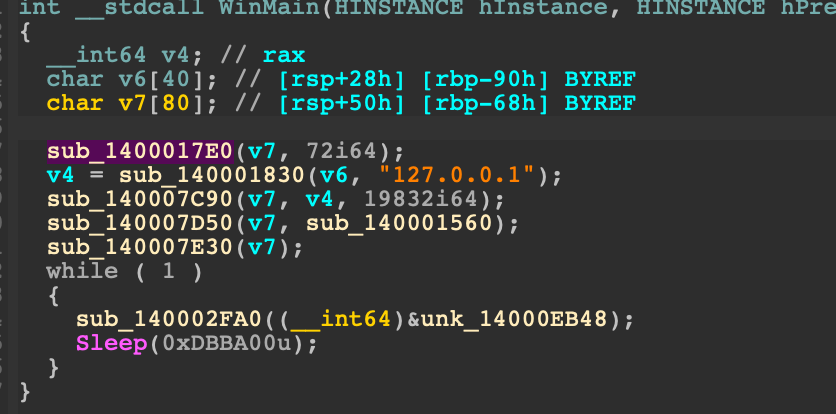 int __stdcall WinMain(HINSTANCE hInstance, HINSTANCE hPre
{
__int64 v4; // rax
char v6[40]; // [rsp+28h] [rbp-90h] BYREF
char v7[80]; // [rsp+50h] [rbp-68h] BYREF
sub_1400017E0(v7, 72i64);
v4 = sub_140001830(v6, "127.0.0.1");
sub_140007C90(v7, v4, 19832i64);
sub_140007D50(v7, sub_140001560);
sub_140007E30(v7);
while ( 1 )
{
sub_140002FA0((__int64)&unk_14000EB48);
Sleep(0xDBBA00u);
}
}